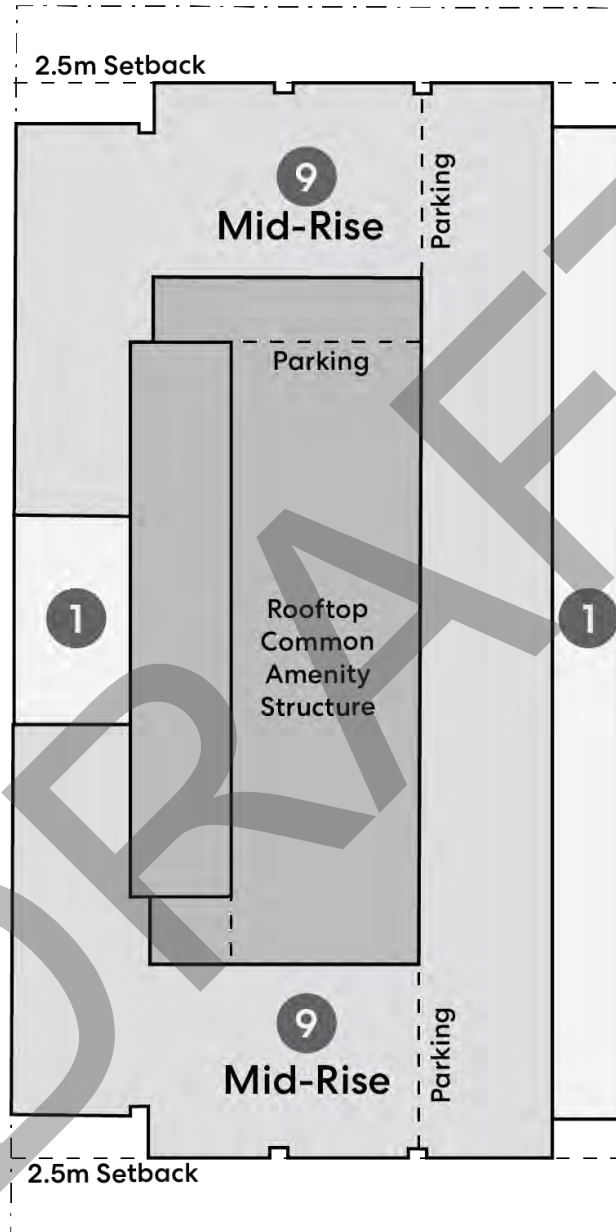 2.5m Setback
9
Mid-Rise
Parking
Parking
1
Rooftop
Common
Amenity
Structure
1
9
Mid-Rise
Parking
2.5m Setback
DRAFT